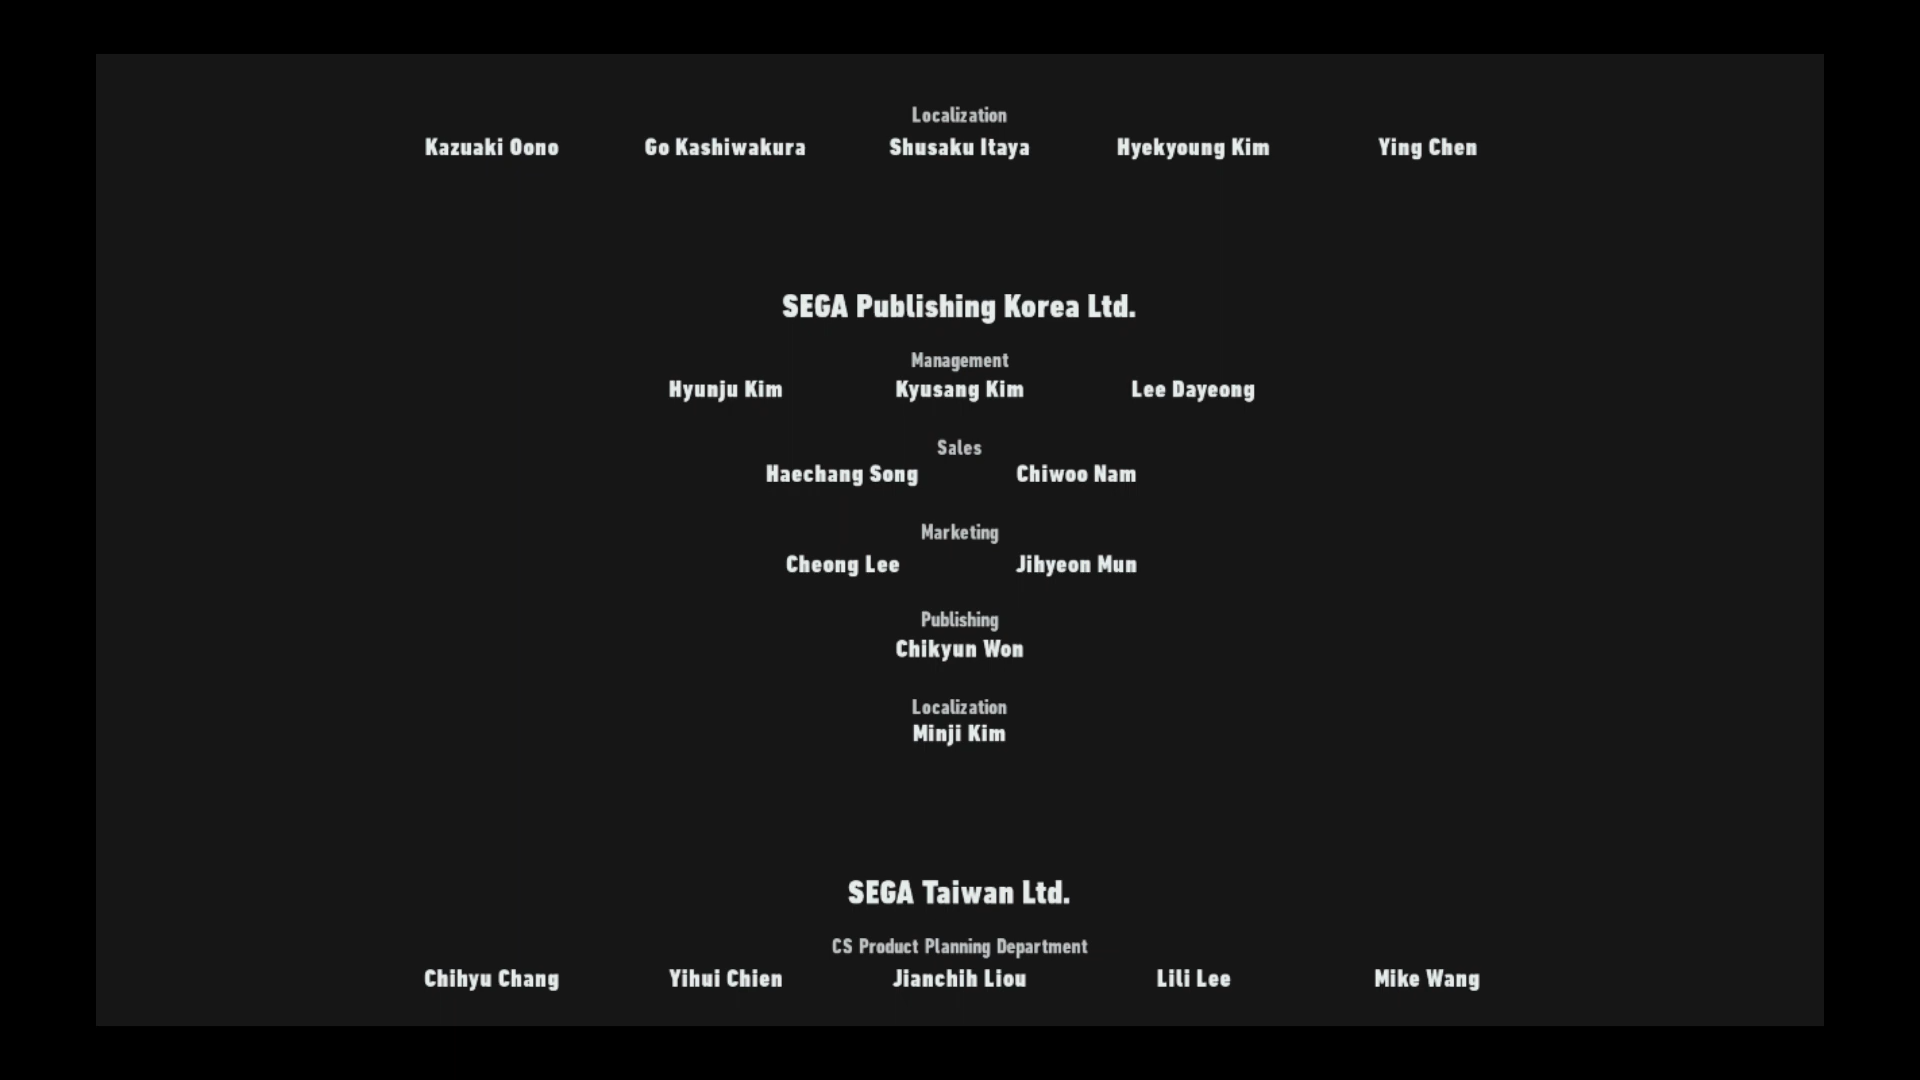 Localization
Kazuaki Oono Go Kashiwakura Shusaku Itaya Hyekyoung Kim Ying Chen
SEGA Publishing Korea Ltd.
Management
Hyunju Kim Kyusang Kim Lee Dayeong
Sales
Haechang Song Chiwoo Nam
Marketing
Cheong Lee Jihyeon Mun
Publishing
Chikyun Won
Localization
Minji Kim
SEGA Taiwan Ltd.
CS Product Planning Department
Chihyu Chang Yihui Chien Jianchih Liou Lili Lee Mike Wang